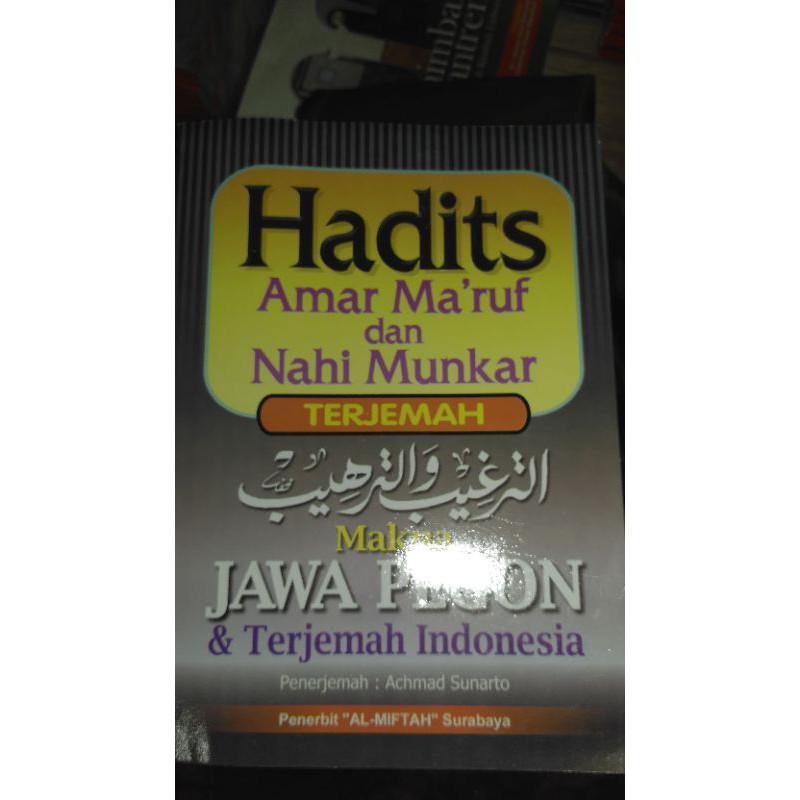 Hadits
Amar Ma'ruf
dan
Nahi Munkar
TERJEMAH
الترغيب والترهيب
JAWA
& Terjemah Indonesia
Penerjemah : Achmad Sunarto
Penerbit "AL-MIFTAH" Surabaya